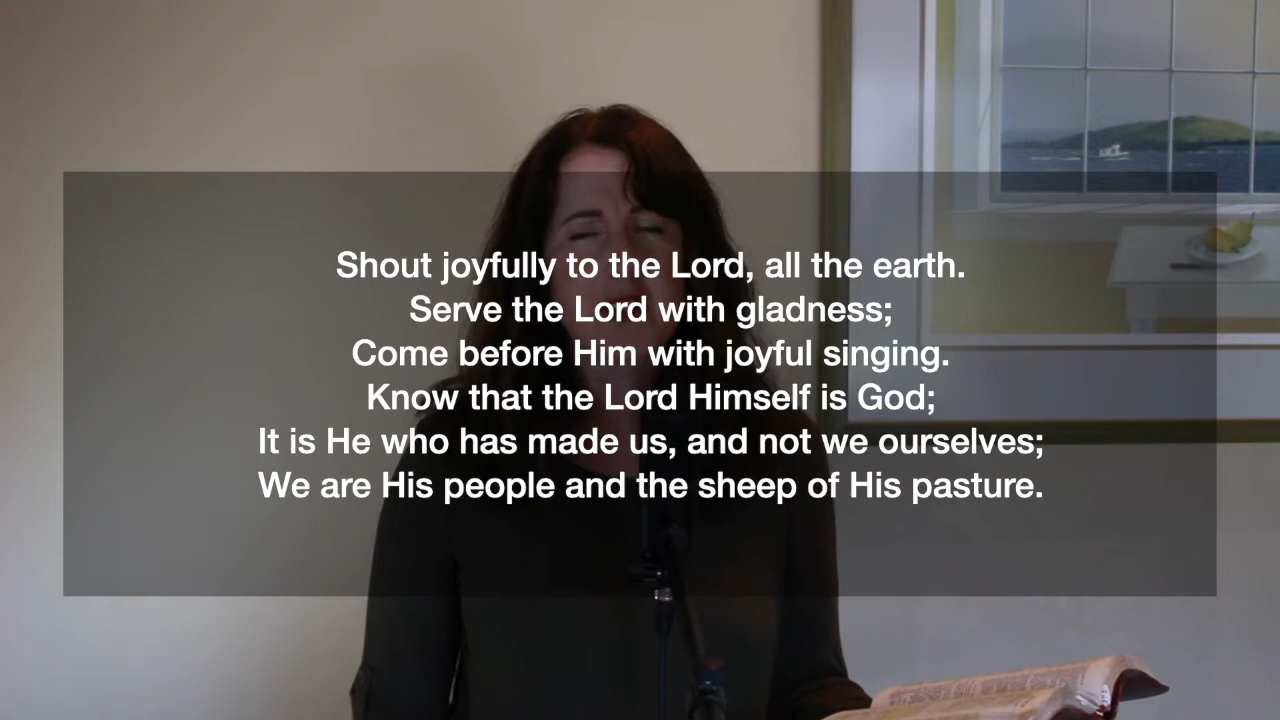 Shout joyfully to the Lord, all the earth.
Serve the Lord with gladness;
Come before Him with joyful singing.
Know that the Lord Himself is God;
It is He who has made us, and not we ourselves;
We are His people and the sheep of His pasture.